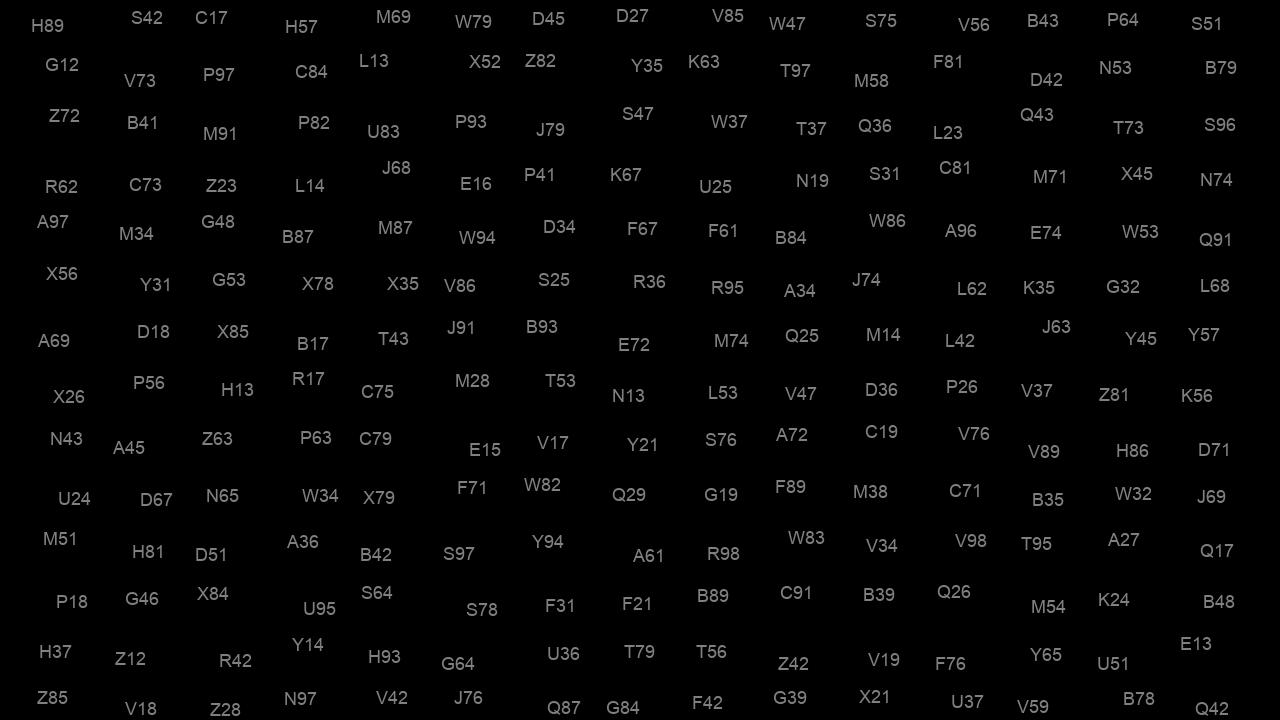 H89 S42 C17 H57 M69 W79 D45 D27 V85 W47 S75 V56 B43 P64 S51
G12 V73 P97 C84 L13 X52 Z82 Y35 K63 T97 M58 F81 D42 N53 B79
Z72 B41 M91 P82 U83 P93 J79 S47 W37 T37 Q36 L23 Q43 T73 S96
R62 C73 Z23 L14 J68 E16 P41 K67 U25 N19 S31 C81 M71 X45 N74
A97 M34 G48 B87 M87 W94 D34 F67 F61 B84 W86 A96 E74 W53 Q91
X56 Y31 G53 X78 X35 V86 S25 R36 R95 A34 J74 L62 K35 G32 L68
A69 D18 X85 B17 T43 J91 B93 E72 M74 Q25 M14 L42 J63 Y45 Y57
X26 P56 H13 R17 C75 M28 T53 N13 L53 V47 D36 P26 V37 Z81 K56
N43 A45 Z63 P63 C79 E15 V17 Y21 S76 A72 C19 V76 V89 H86 D71
U24 D67 N65 W34 X79 F71 W82 Q29 G19 F89 M38 C71 B35 W32 J69
M51 H81 D51 A36 B42 S97 Y94 A61 R98 W83 V34 V98 T95 A27 Q17
P18 G46 X84 U95 S64 S78 F31 F21 B89 C91 B39 Q26 M54 K24 B48
H37 Z12 R42 Y14 H93 G64 U36 T79 T56 Z42 V19 F76 Y65 U51 E13
Z85 V18 Z28 N97 V42 J76 Q87 G84 F42 G39 X21 U37 V59 B78 Q42